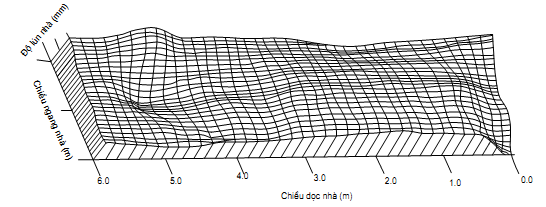 Độ lún nhà (mm)
Chiều ngang nhà (m)
6.0 5.0 4.0 3.0 2.0 1.0 0.0
Chiều dọc nhà (m)